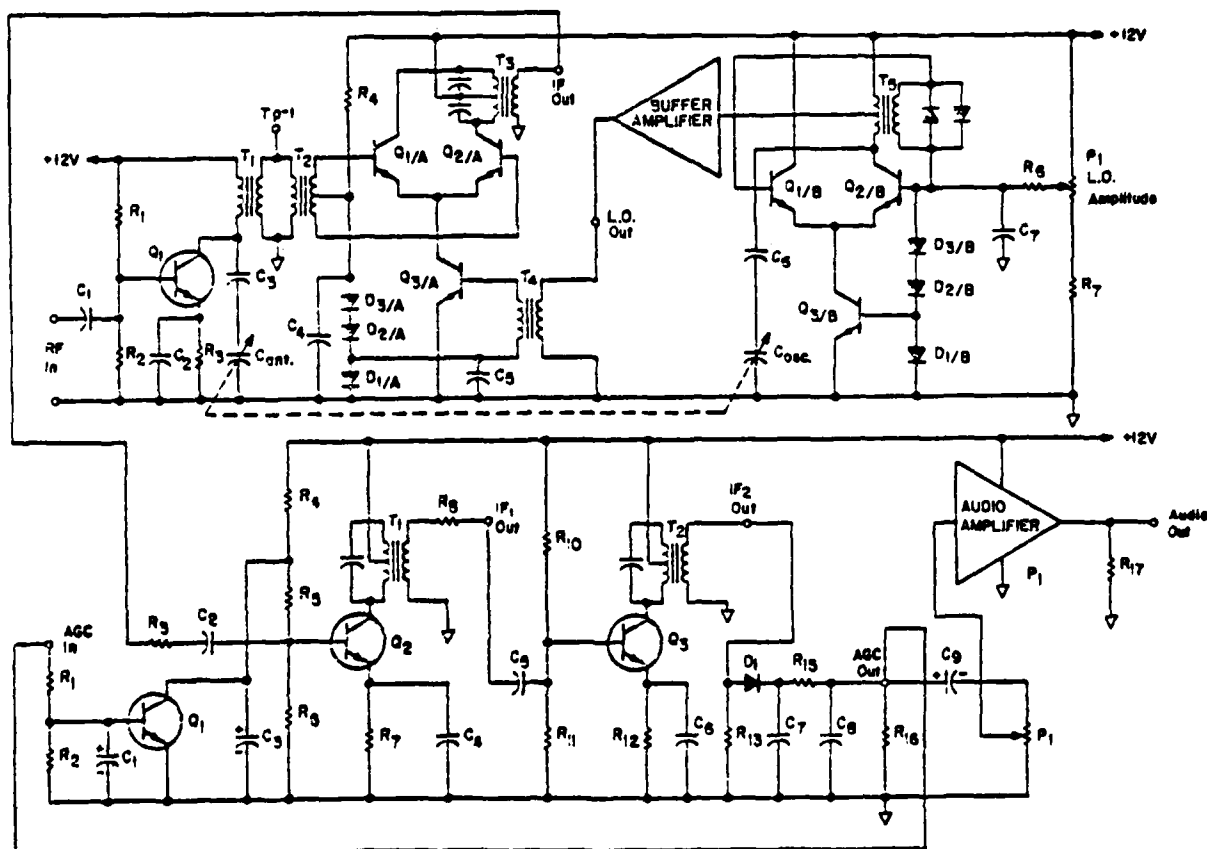 +12V
T3
IF
Out
T5
BUFFER
AMPLIFIER
R4
Tp-1
+12V
T1
T2
Q1/A
Q2/A
Q1/B
Q2/B
R6
P1
L.O.
Amplitude
R1
Q1
L.O.
Out
C3
C6
D3/B
C7
Q3/A
T4
D2/B
R7
C1
D3/A
Q3/B
C4
D2/A
RF
In
R2
C2
R3
Cant.
D1/A
C5
Cosc.
D1/B
+12V
R4
IF1
Out
IF2
Out
AUDIO
AMPLIFIER
Audio
Out
T1
R8
R10
T2
P1
R17
R5
AGC
In
R3
C2
Q2
Q3
AGC
Out
C9
R1
C5
D1
R15
Q1
R2
C1
C3
R7
C4
R11
R12
C6
R13
C7
C8
R16
P1